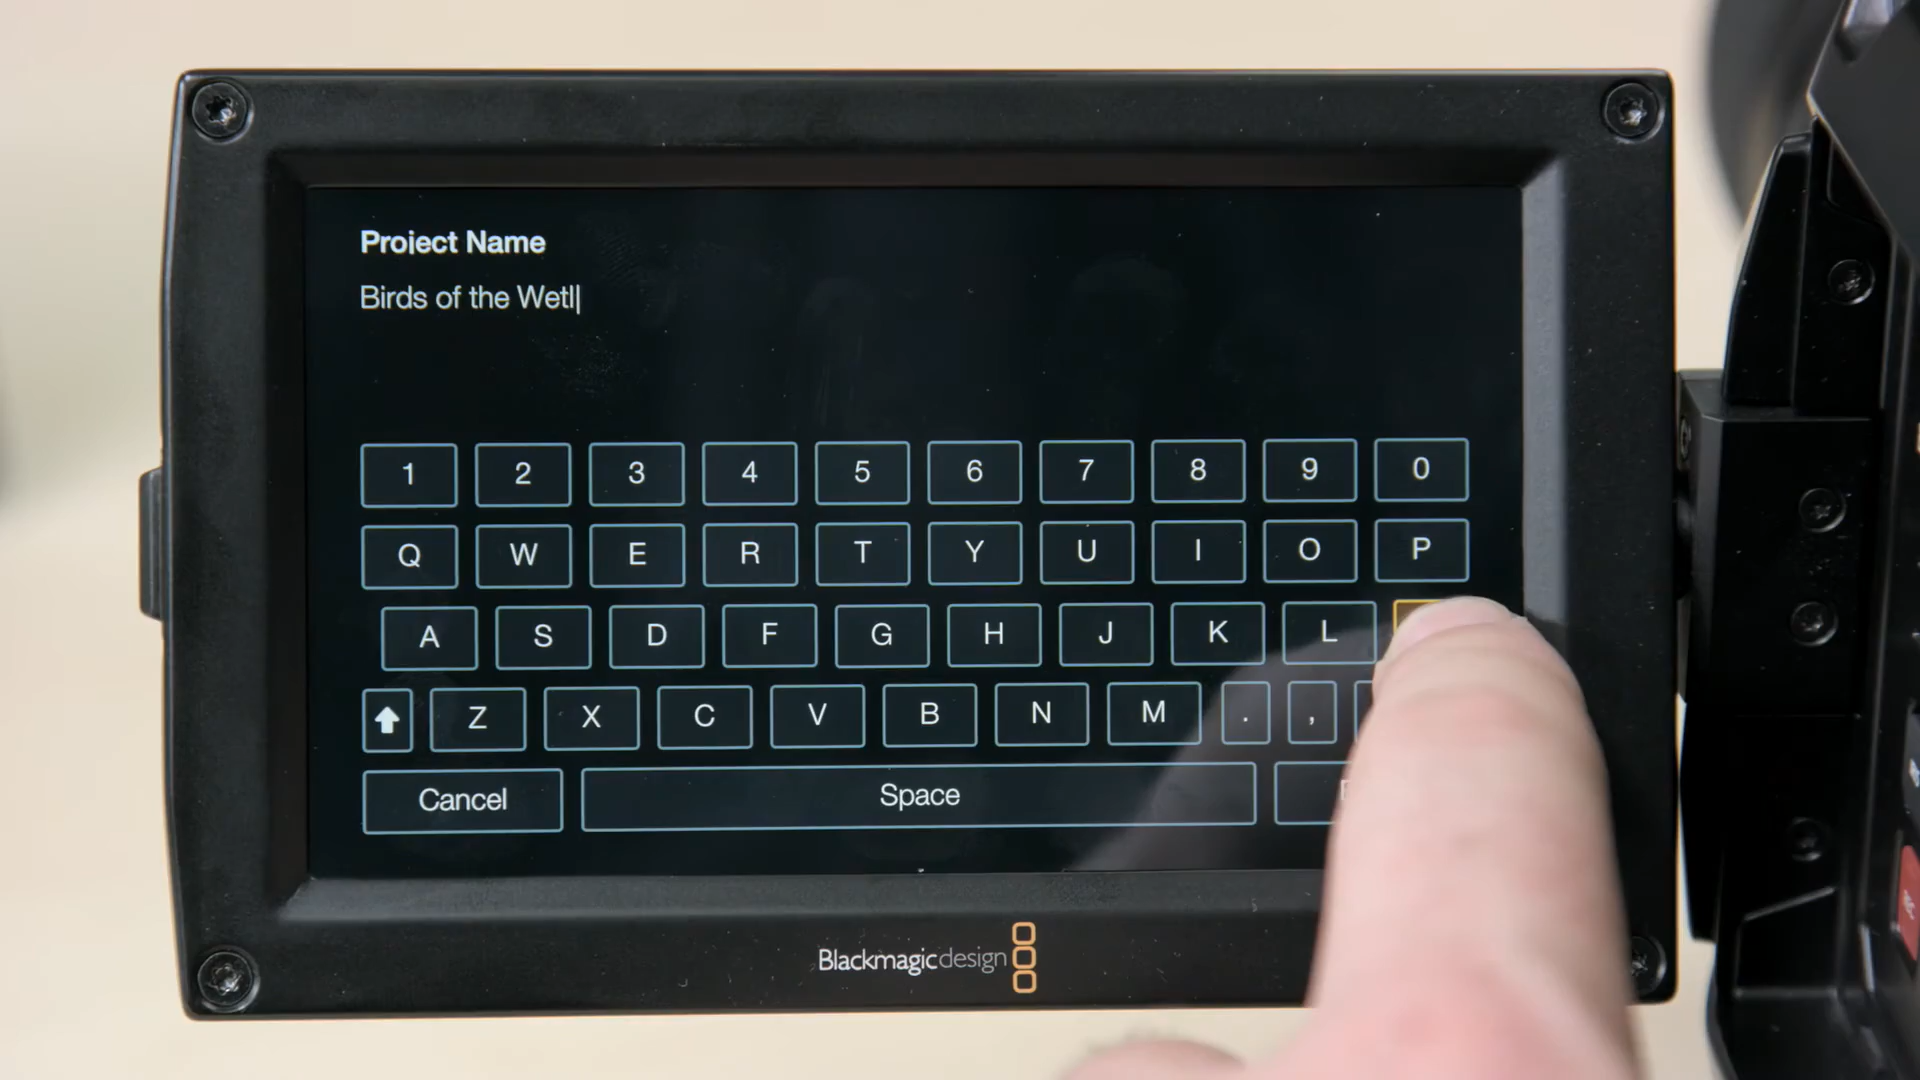 Project Name
Birds of the Wetl
1 2 3 4 5 6 7 8 9 0
Q W E R T Y U I O P
A S D F G H J K L
Z X C V B N M . ,
Cancel Space
Blackmagicdesign